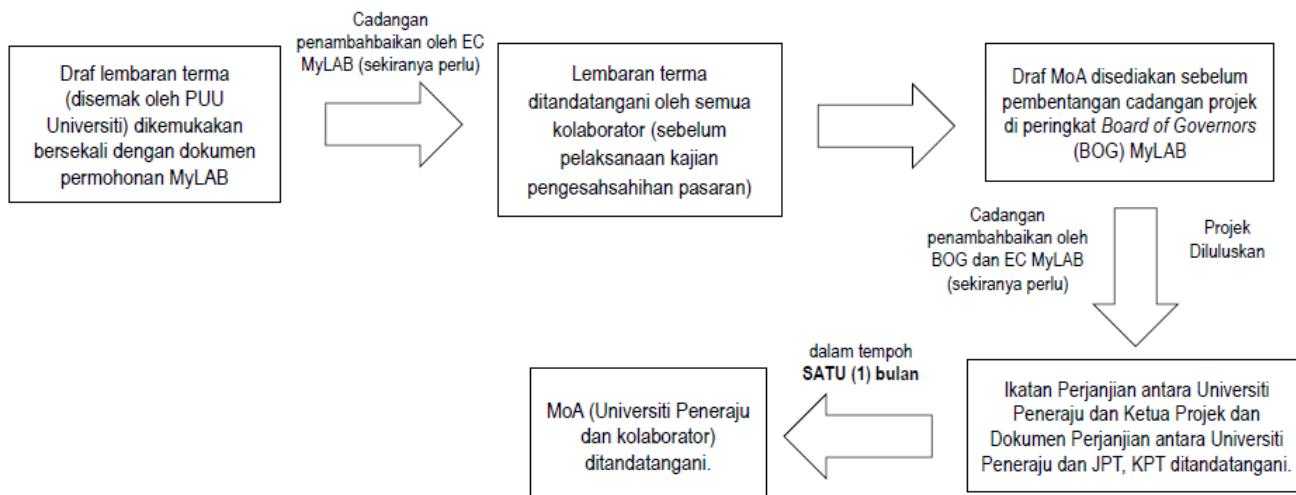 Draf lembaran terma
(disemak oleh PUU
Universiti) dikemukakan
bersekali dengan dokumen
permohonan MyLAB
Cadangan
penambahbaikan oleh EC
MyLAB (sekiranya perlu)
Lembaran terma
ditandatangani oleh semua
kolaborator (sebelum
pelaksanaan kajian
pengesahsahihan pasaran)
Draf MoA disediakan sebelum
pembentangan cadangan projek
di peringkat Board of Governors
(BOG) MyLAB
Cadangan
penambahbaikan oleh
BOG dan EC MyLAB
(sekiranya perlu)
Projek
Diluluskan
Ikatan Perjanjian antara Universiti
Peneraju dan Ketua Projek dan
Dokumen Perjanjian antara Universiti
Peneraju dan JPT, KPT ditandatangani.
dalam tempoh
SATU (1) bulan
MoA (Universiti Peneraju
dan kolaborator)
ditandatangani.